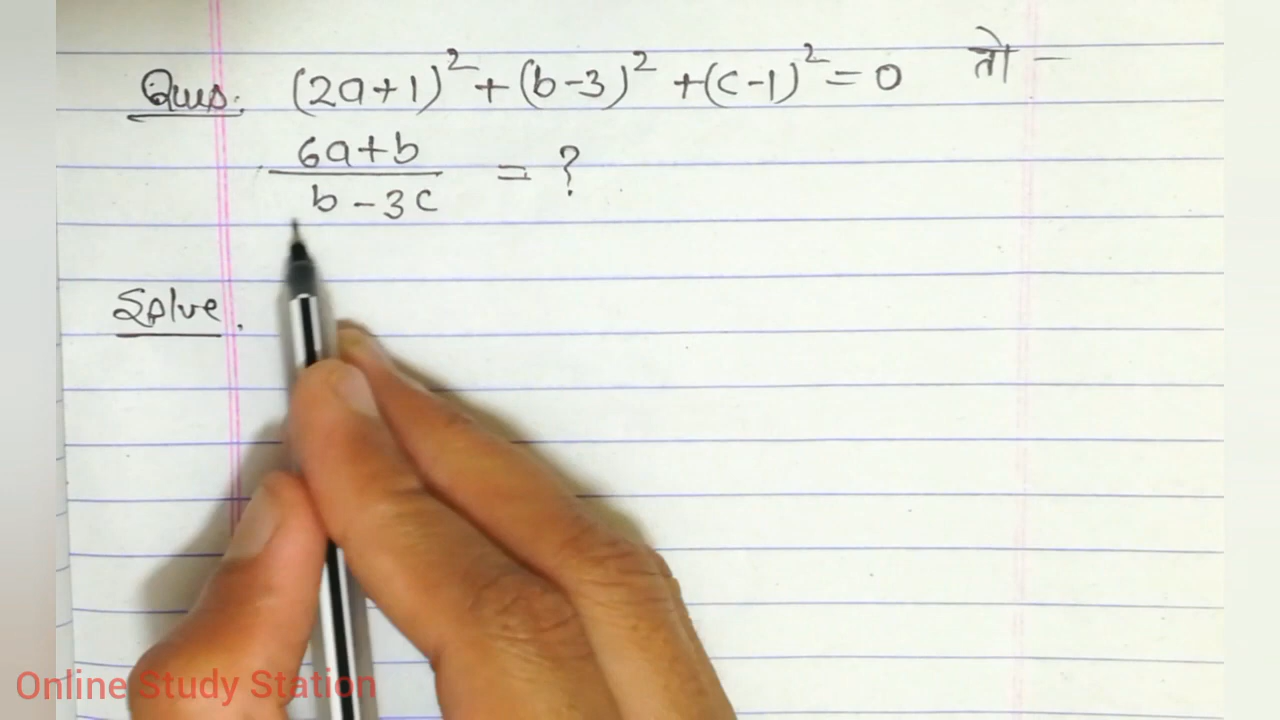 Ques. (2a+1)² + (b-3)² + (c-1)² = 0 तो —
6a+b
b-3c = ?
Solve.
Online Study Station